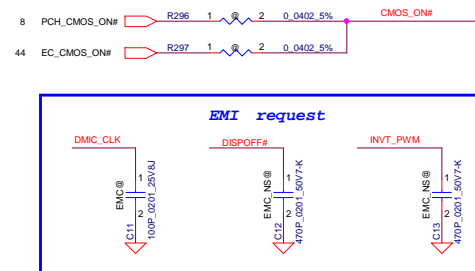 8 PCH_CMOS_ON# R296 1 @ 2 0_0402_5% CMOS_ON#
44 EC_CMOS_ON# R297 1 @ 2 0_0402_5%
EMI request
DMIC_CLK DISPOFF# INVT_PWM
EMC@ 1 2 C11 100P_0201_25V8J
EMC_NS@ 1 2 C12 470P_0201_50V7-K
EMC_NS@ 1 2 C13 470P_0201_50V7-K